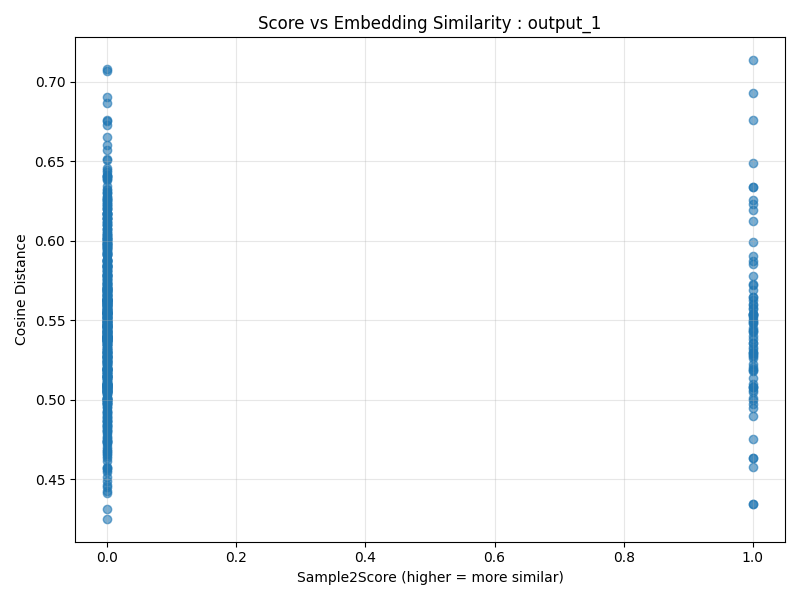 Score vs Embedding Similarity : output_1
Cosine Distance
0.70
0.65
0.60
0.55
0.50
0.45
0.0 0.2 0.4 0.6 0.8 1.0
Sample2Score (higher = more similar)